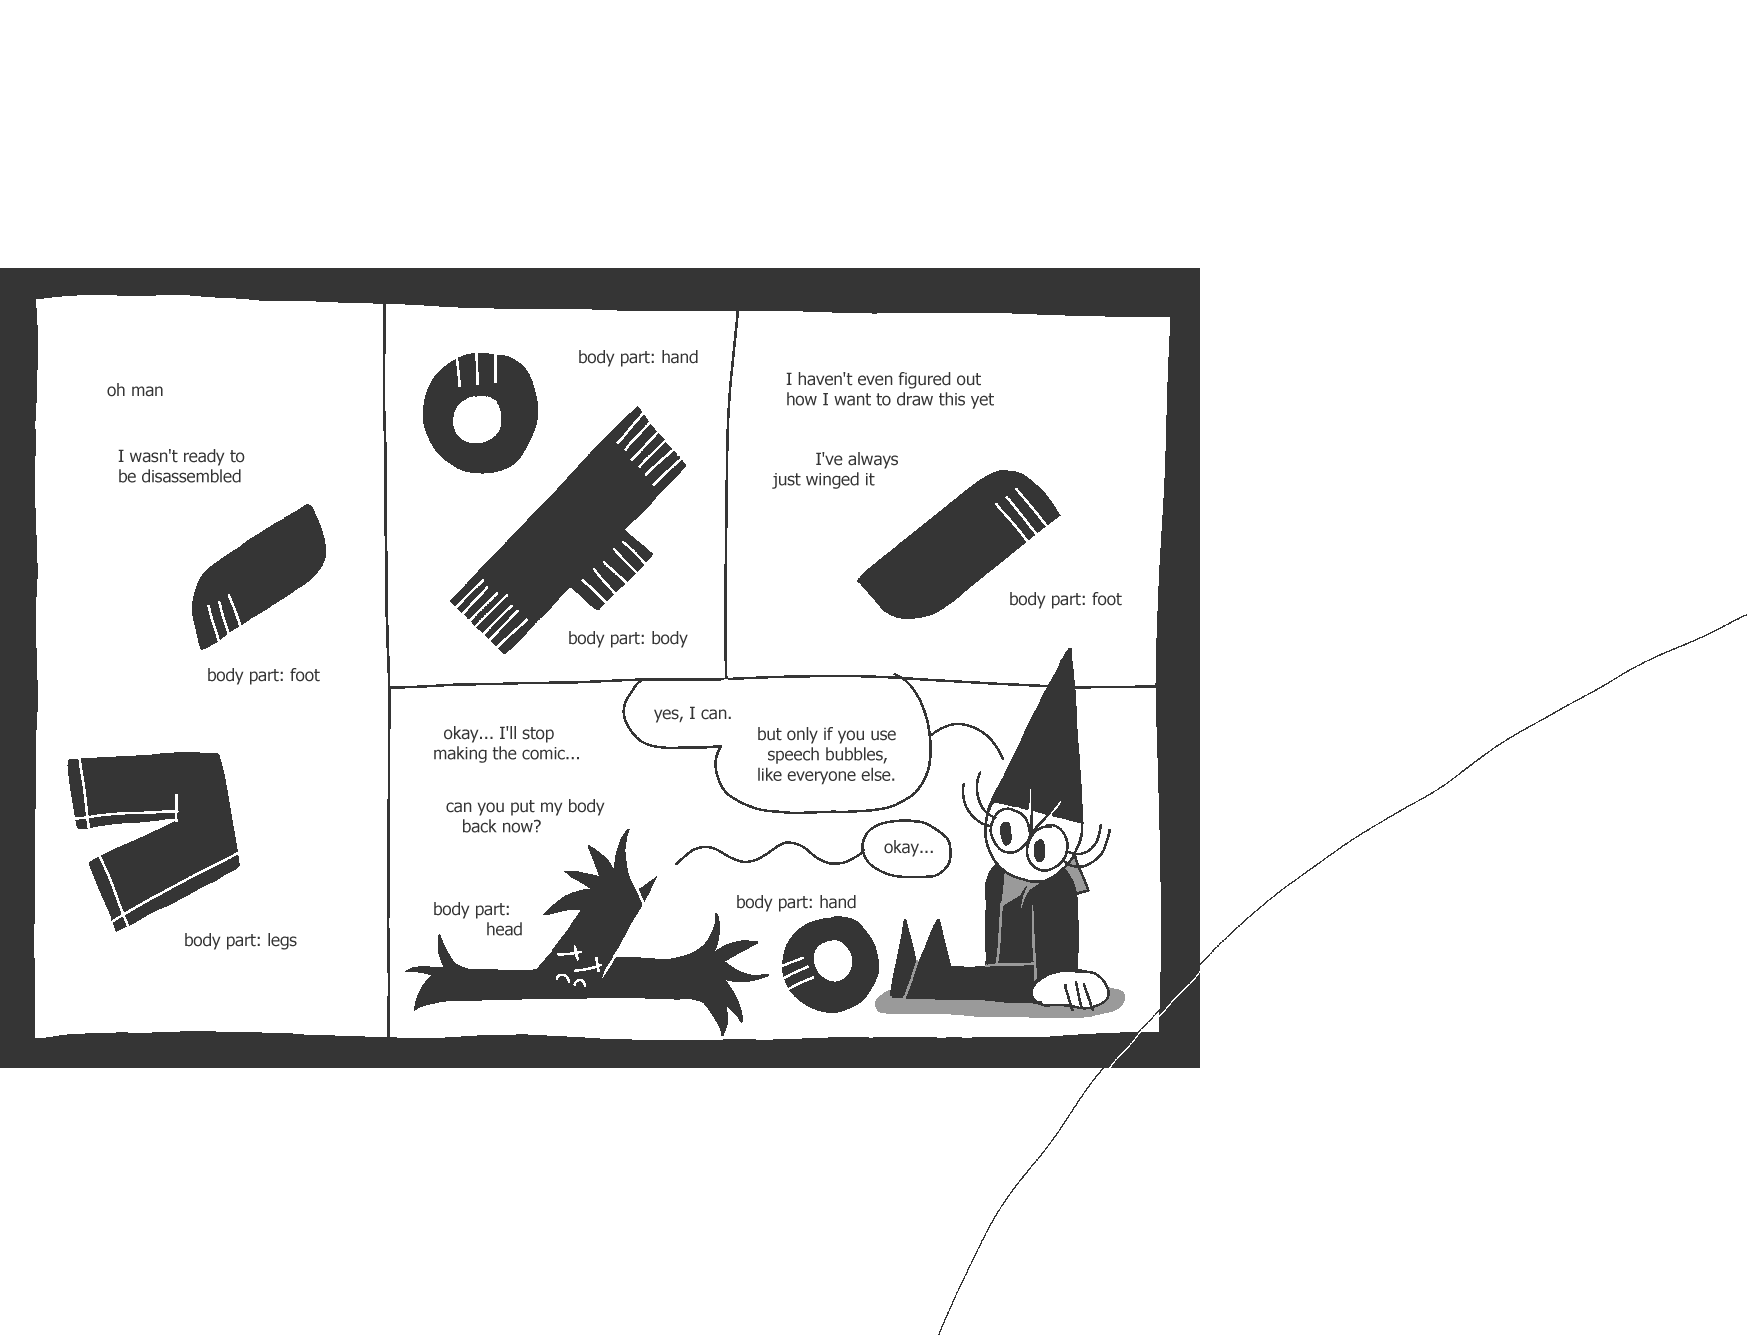 oh man
I wasn't ready to
be disassembled
body part: foot
body part: legs
body part: hand
body part: body
I haven't even figured out
how I want to draw this yet
I've always
just winged it
body part: foot
okay... I'll stop
making the comic...
can you put my body
back now?
yes, I can.
but only if you use
speech bubbles,
like everyone else.
okay...
body part:
head
body part: hand